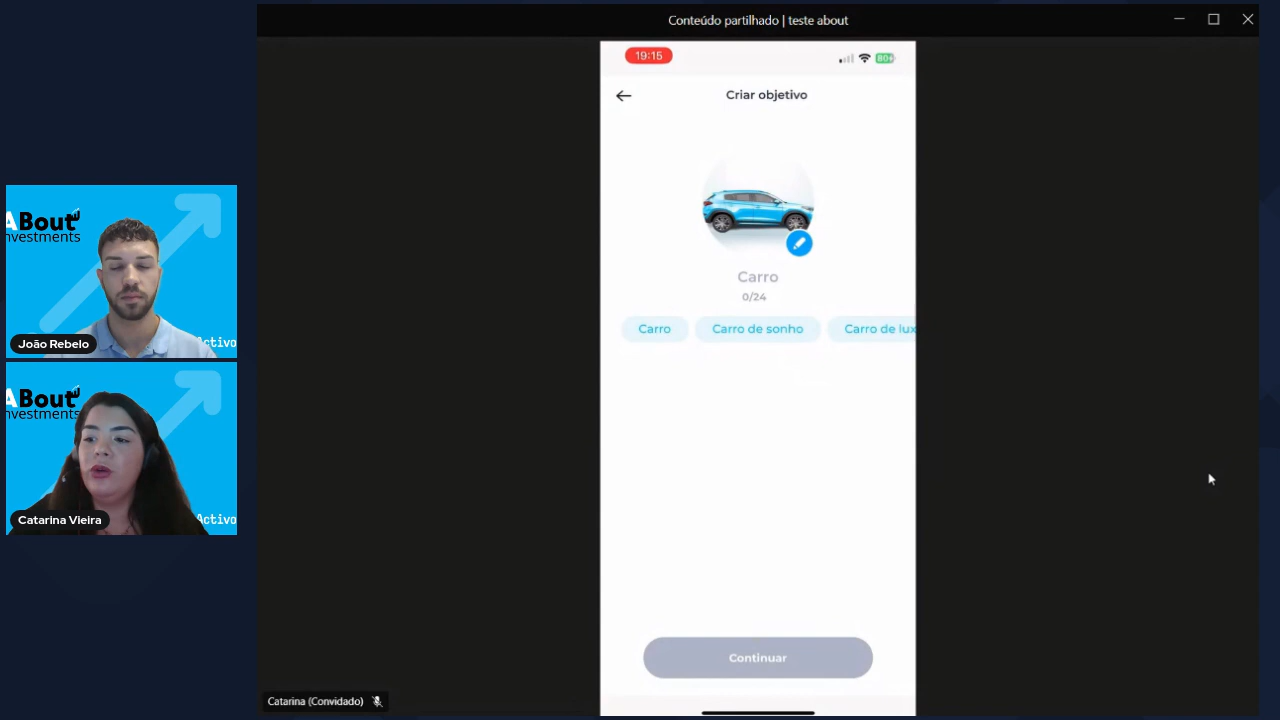 Conteúdo partilhado | teste about
19:15
80
Criar objetivo
Carro
0/24
Carro
Carro de sonho
Carro de lux
Continuar
ABout
nvestments
João Rebelo
Activo
ABout
nvestments
Catarina Vieira
Activo
Catarina (Convidado)